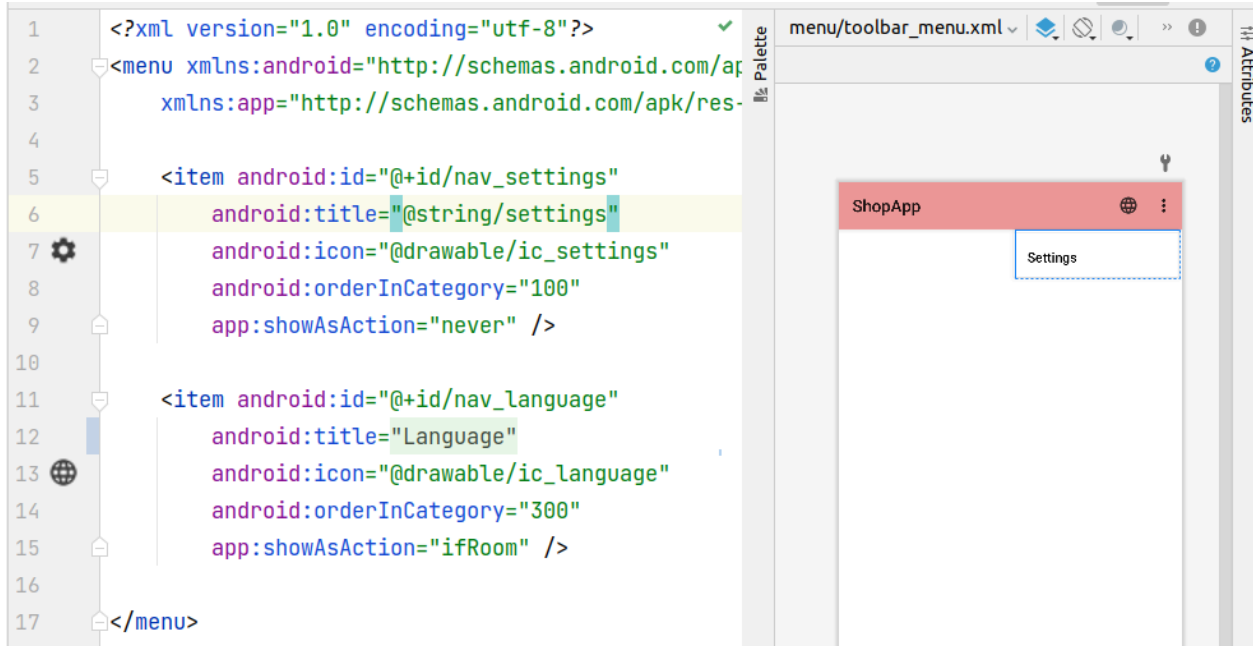 1 <?xml version="1.0" encoding="utf-8"?>
2 <menu xmlns:android="http://schemas.android.com/ap
3 xmlns:app="http://schemas.android.com/apk/res-
4
5 <item android:id="@+id/nav_settings"
6 android:title="@string/settings"
7 android:icon="@drawable/ic_settings"
8 android:orderInCategory="100"
9 app:showAsAction="never" />
10
11 <item android:id="@+id/nav_language"
12 android:title="Language"
13 android:icon="@drawable/ic_language"
14 android:orderInCategory="300"
15 app:showAsAction="ifRoom" />
16
17 </menu>
Palette
menu/toolbar_menu.xml
ShopApp
Settings
Attributes